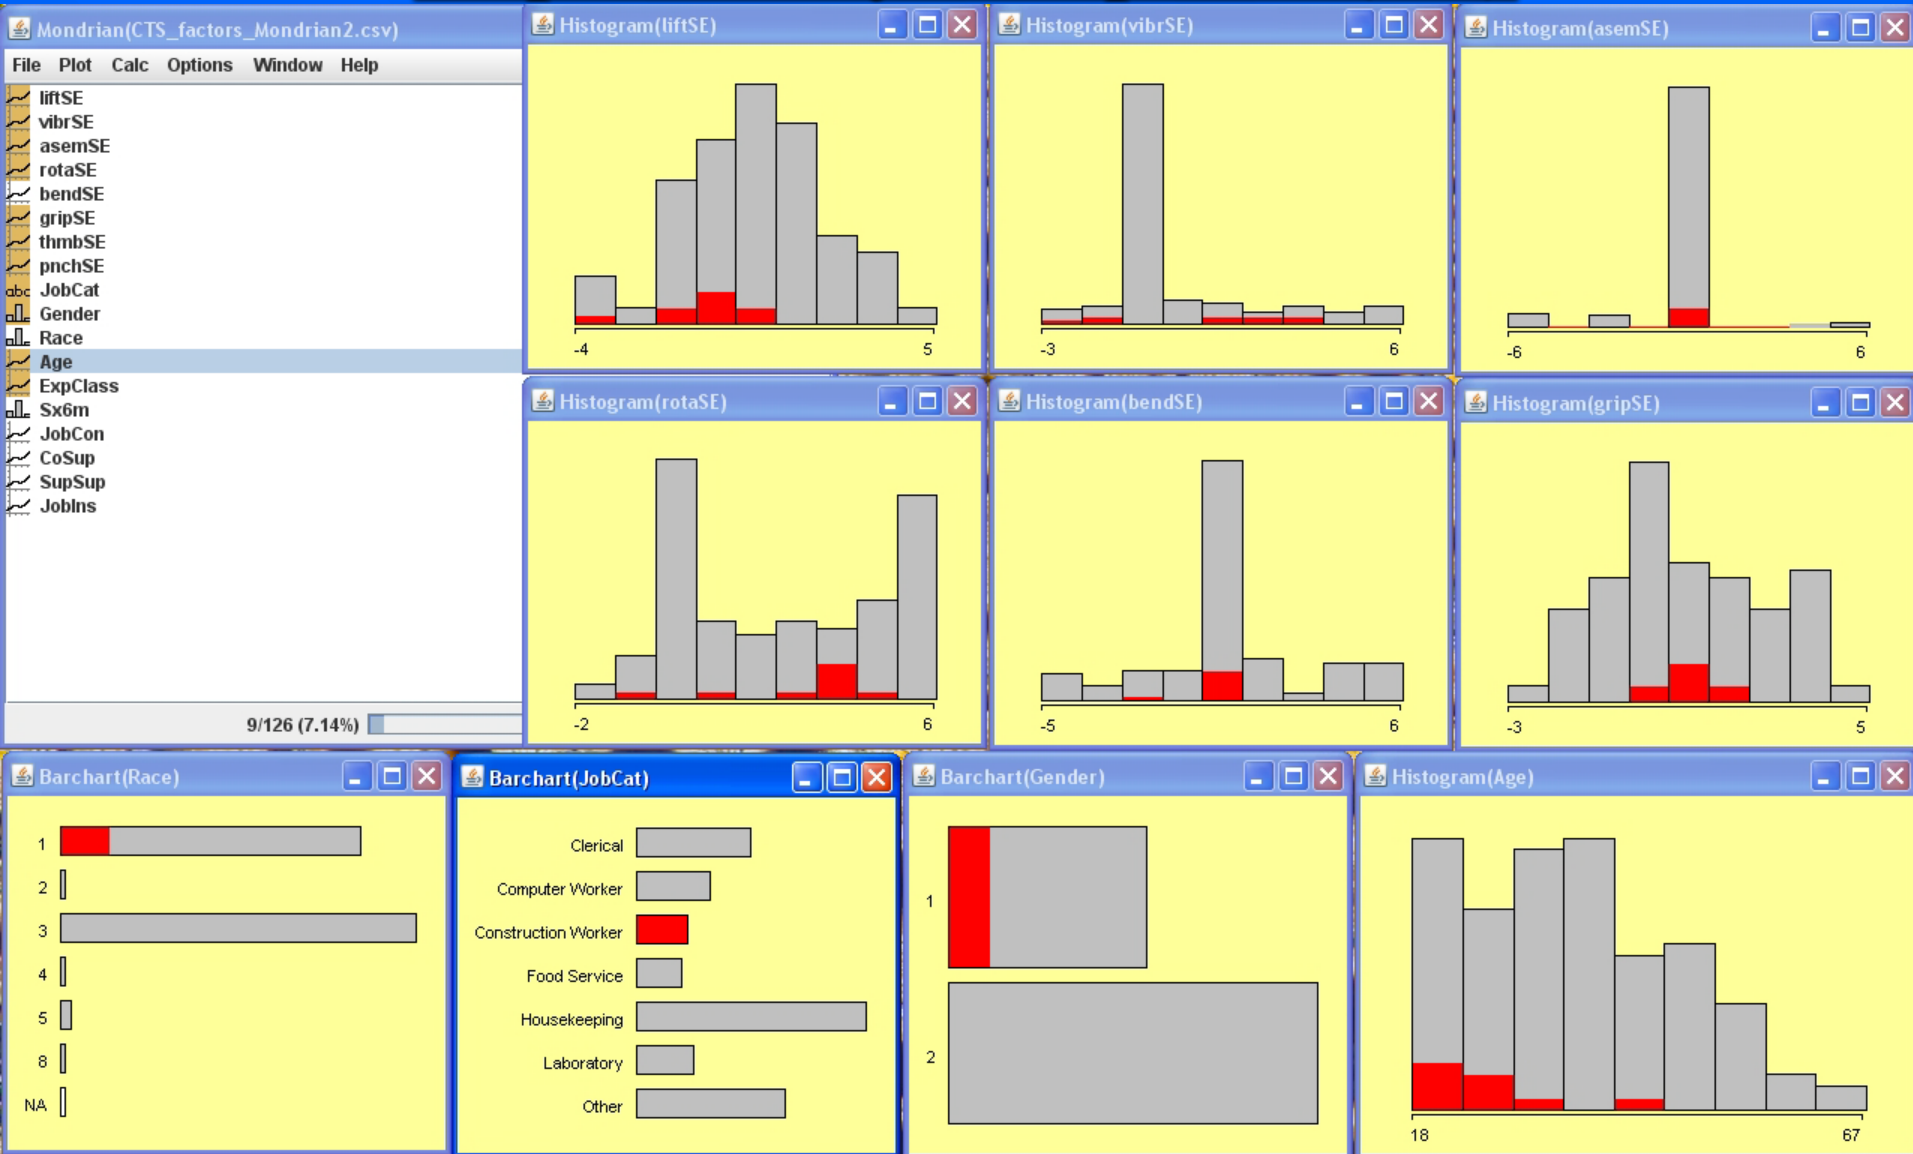 Mondrian(CTS_factors_Mondrian2.csv)
File Plot Calc Options Window Help
liftSE
vibrSE
asemSE
rotaSE
bendSE
gripSE
thmbSE
pnchSE
abc JobCat
Gender
Race
Age
ExpClass
Sx6m
JobCon
CoSup
SupSup
JobIns
9/126 (7.14%)
Histogram(liftSE)
-4 5
Histogram(vibrSE)
-3 6
Histogram(asemSE)
-6 6
Histogram(rotaSE)
-2 6
Histogram(bendSE)
-5 6
Histogram(gripSE)
-3 5
Barchart(Race)
1
2
3
4
5
8
NA
Barchart(JobCat)
Clerical
Computer Worker
Construction Worker
Food Service
Housekeeping
Laboratory
Other
Barchart(Gender)
1
2
Histogram(Age)
18 67